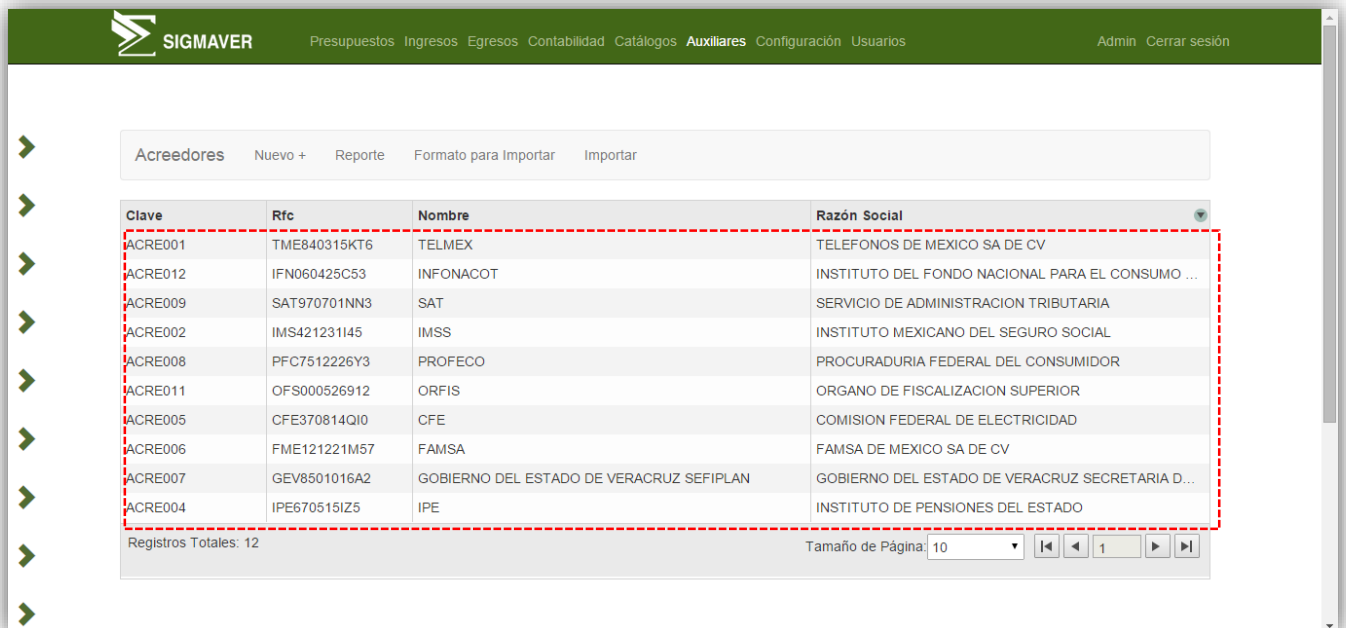 SIGMAVER Presupuestos Ingresos Egresos Contabilidad Catálogos Auxiliares Configuración Usuarios Admin Cerrar sesión
Acreedores Nuevo + Reporte Formato para Importar Importar
Clave Rfc Nombre Razón Social
ACRE001 TME840315KT6 TELMEX TELEFONOS DE MEXICO SA DE CV
ACRE012 IFN060425C53 INFONACOT INSTITUTO DEL FONDO NACIONAL PARA EL CONSUMO ...
ACRE009 SAT970701NN3 SAT SERVICIO DE ADMINISTRACION TRIBUTARIA
ACRE002 IMS421231I45 IMSS INSTITUTO MEXICANO DEL SEGURO SOCIAL
ACRE008 PFC7512226Y3 PROFECO PROCURADURIA FEDERAL DEL CONSUMIDOR
ACRE011 OFS000526912 ORFIS ORGANO DE FISCALIZACION SUPERIOR
ACRE005 CFE370814QI0 CFE COMISION FEDERAL DE ELECTRICIDAD
ACRE006 FME121221M57 FAMSA FAMSA DE MEXICO SA DE CV
ACRE007 GEV8501016A2 GOBIERNO DEL ESTADO DE VERACRUZ SEFIPLAN GOBIERNO DEL ESTADO DE VERACRUZ SECRETARIA D...
ACRE004 IPE670515IZ5 IPE INSTITUTO DE PENSIONES DEL ESTADO
Registros Totales: 12 Tamaño de Página: 10 1